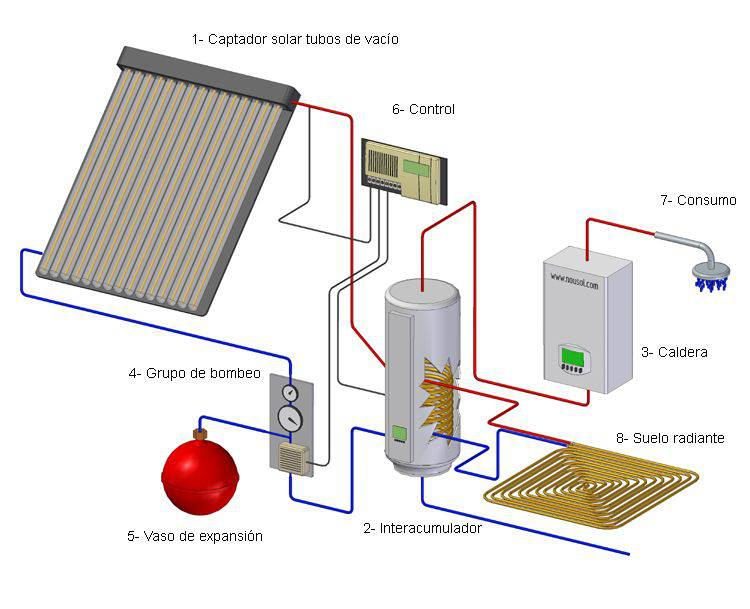 1- Captador solar tubos de vacío
6- Control
7- Consumo
www.nousol.com
3- Caldera
4- Grupo de bombeo
8- Suelo radiante
2- Interacumulador
5- Vaso de expansión